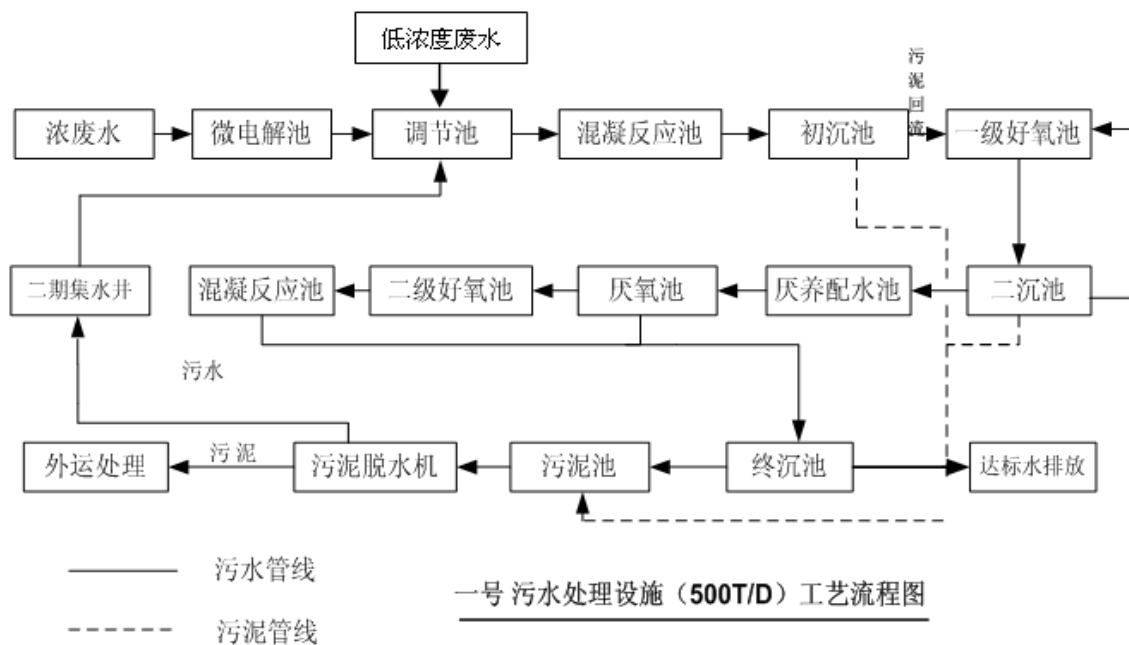 低浓度废水
污泥回流
浓废水
微电解池
调节池
混凝反应池
初沉池
一级好氧池
二期集水井
混凝反应池
二级好氧池
厌氧池
厌养配水池
二沉池
污水
外运处理
污泥
污泥脱水机
污泥池
终沉池
达标水排放
污水管线
一号 污水处理设施（500T/D）工艺流程图
污泥管线